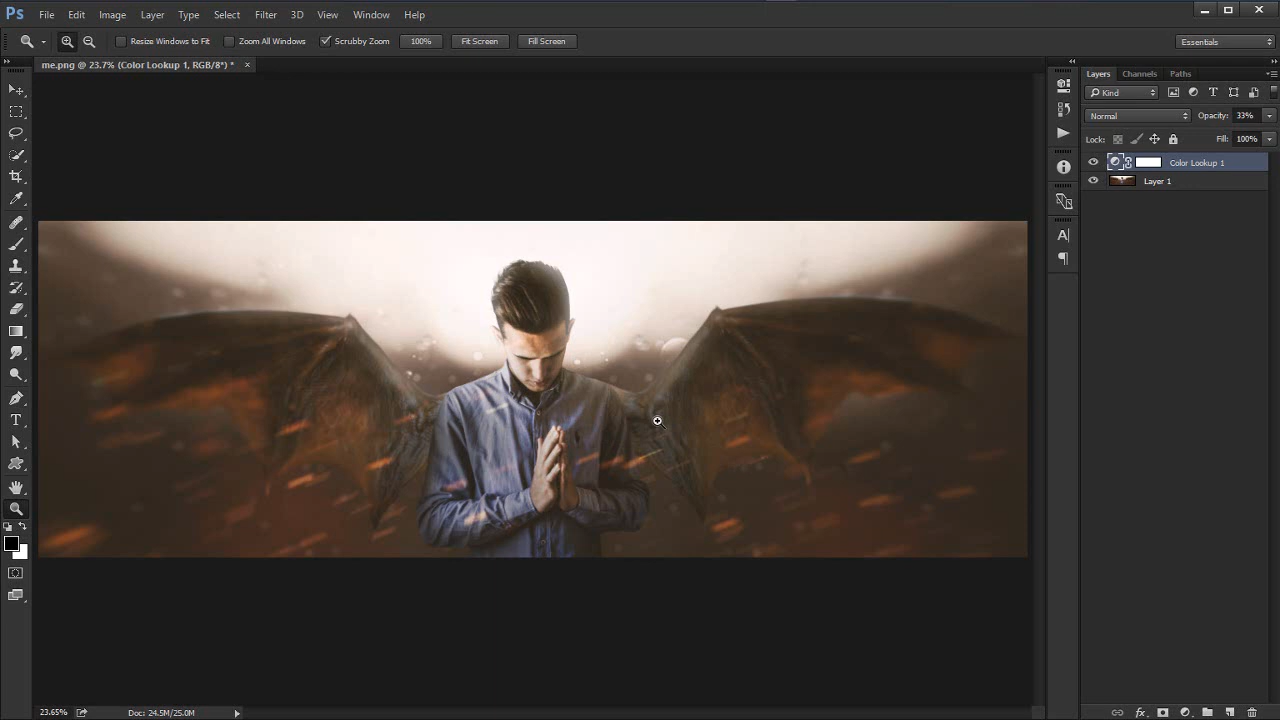 Ps File Edit Image Layer Type Select Filter 3D View Window Help
Resize Windows to Fit Zoom All Windows Scrubby Zoom 100% Fit Screen Fill Screen Essentials
me.png @ 23.7% (Color Lookup 1, RGB/8*) * ×
Layers Channels Paths
Kind
Normal Opacity: 33%
Lock: Fill: 100%
Color Lookup 1
Layer 1
23.65% Doc: 24.5M/25.0M